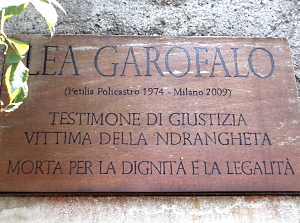 LEA GAROFALO
(Petilia Policastro 1974 - Milano 2009)
TESTIMONE DI GIUSTIZIA
VITTIMA DELLA NDRANGHETA
MORTA PER LA DIGNITÀ E LA LEGALITÀ